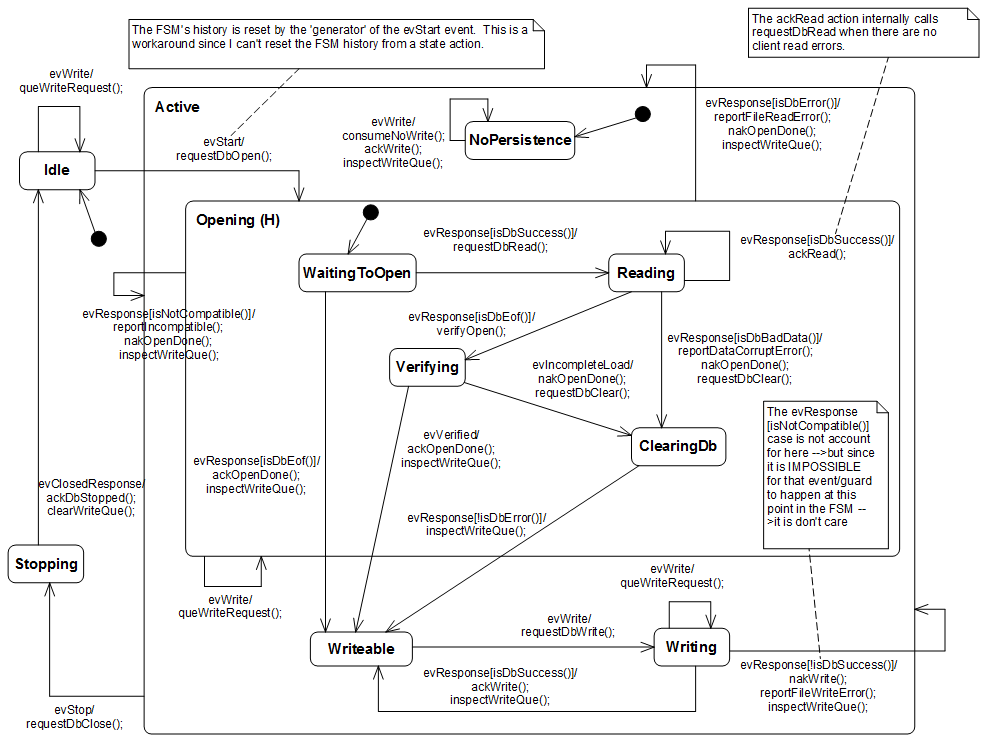 The FSM's history is reset by the 'generator' of the evStart event.  This is a
workaround since I can't reset the FSM history from a state action.
The ackRead action internally calls
requestDbRead when there are no
client read errors.
evWrite/
queWriteRequest();
Active
evWrite/
consumeNoWrite();
ackWrite();
inspectWriteQue();
NoPersistence
evResponse[isDbError()]/
reportFileReadError();
nakOpenDone();
inspectWriteQue();
evStart/
requestDbOpen();
Idle
Opening (H)
evResponse[isDbSuccess()]/
requestDbRead();
evResponse[isDbSuccess()]/
ackRead();
WaitingToOpen
Reading
evResponse[isNotCompatible()]/
reportIncompatible();
nakOpenDone();
inspectWriteQue();
evResponse[isDbEof()]/
verifyOpen();
evResponse[isDbBadData()]/
reportDataCorruptError();
nakOpenDone();
requestDbClear();
Verifying
evIncompleteLoad/
nakOpenDone();
requestDbClear();
The evResponse
[isNotCompatible()]
case is not account
for here -->but since
it is IMPOSSIBLE
for that event/guard
to happen at this
point in the FSM --
>it is don't care
evVerified/
ackOpenDone();
inspectWriteQue();
ClearingDb
evResponse[isDbEof()]/
ackOpenDone();
inspectWriteQue();
evClosedResponse/
ackDbStopped();
clearWriteQue();
evResponse[!isDbError()]/
inspectWriteQue();
Stopping
evWrite/
queWriteRequest();
evWrite/
queWriteRequest();
evWrite/
requestDbWrite();
Writeable
Writing
evResponse[isDbSuccess()]/
ackWrite();
inspectWriteQue();
evResponse[!isDbSuccess()]/
nakWrite();
reportFileWriteError();
inspectWriteQue();
evStop/
requestDbClose();